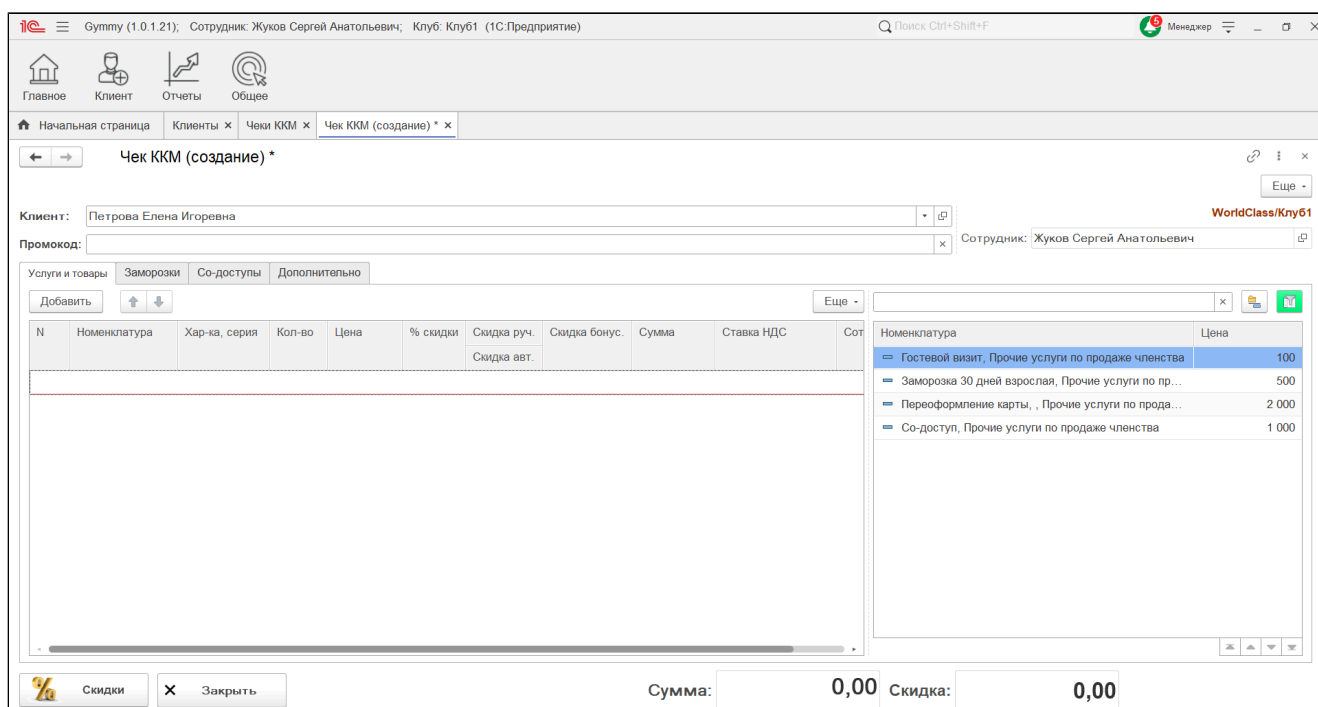 1С Gymmy (1.0.1.21); Сотрудник: Жуков Сергей Анатольевич; Клуб: Клуб1 (1С:Предприятие) Поиск Ctrl+Shift+F 5 Менеджер
Главное Клиент Отчеты Общее
Начальная страница Клиенты × Чеки ККМ × Чек ККМ (создание) * ×
Чек ККМ (создание) *
Еще
Клиент: Петрова Елена Игоревна WorldClass/Клуб1
Промокод: Сотрудник: Жуков Сергей Анатольевич
Услуги и товары Заморозки Со-доступы Дополнительно
Добавить Еще
N Номенклатура Хар-ка, серия Кол-во Цена % скидки Скидка руч. Скидка бонус. Сумма Ставка НДС Сот Номенклатура Цена
Скидка авт.
Гостевой визит, Прочие услуги по продаже членства 100
Заморозка 30 дней взрослая, Прочие услуги по пр... 500
Переоформление карты, , Прочие услуги по прода... 2 000
Со-доступ, Прочие услуги по продаже членства 1 000
% Скидки Закрыть Сумма: 0,00 Скидка: 0,00